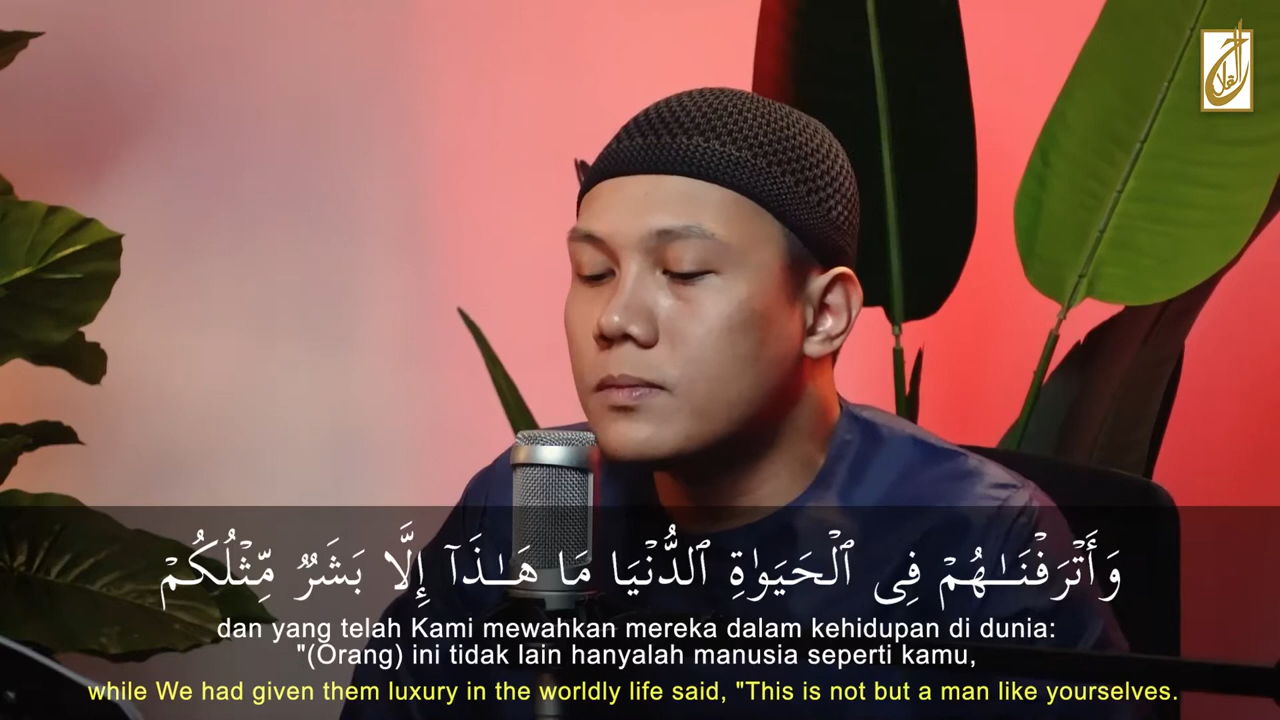 وَأَتْرَفْنَـٰهُمْ فِى ٱلْحَيَوٰةِ ٱلدُّنْيَا مَا هَـٰذَآ إِلَّا بَشَرٌ مِّثْلُكُمْ
dan yang telah Kami mewahkan mereka dalam kehidupan di dunia:
"(Orang) ini tidak lain hanyalah manusia seperti kamu,
while We had given them luxury in the worldly life said, "This is not but a man like yourselves.